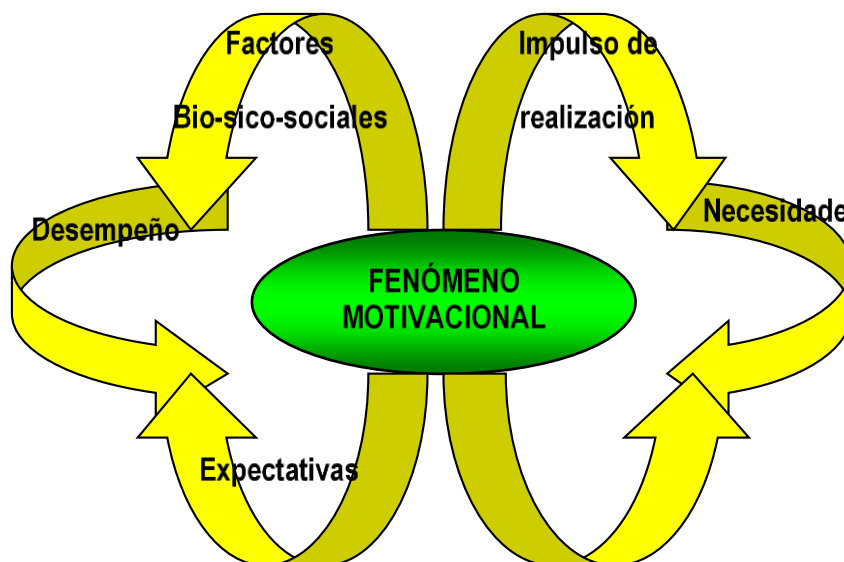 Factores
Bio-sico-sociales
Impulso de
realización
Desempeño
Necesidade
FENÓMENO
MOTIVACIONAL
Expectativas